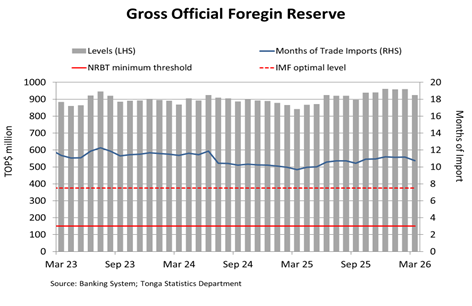 Gross Official Foregin Reserve
Levels (LHS)
Months of Trade Imports (RHS)
NRBT minimum threshold
IMF optimal level
TOP$ million
1000
900
800
700
600
500
400
300
200
100
0
20
18
16
14
12
10
8
6
4
2
0
Months of Import
Mar 23
Sep 23
Mar 24
Sep 24
Mar 25
Sep 25
Mar 26
Source: Banking System; Tonga Statistics Department